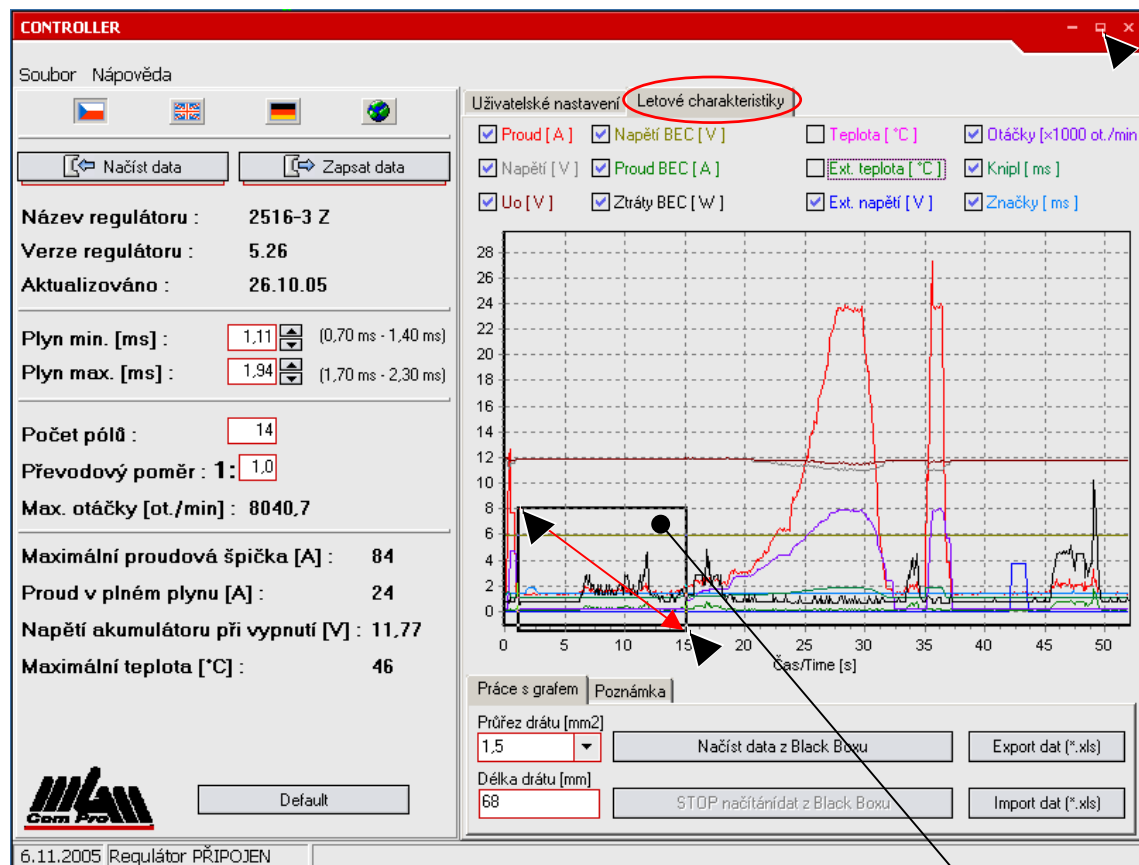 CONTROLLER
Soubor Nápověda
Načíst data
Zapsat data
Název regulátoru : 2516-3 Z
Verze regulátoru : 5.26
Aktualizováno : 26.10.05
Plyn min. [ms] : 1,11 (0,70 ms - 1,40 ms)
Plyn max. [ms] : 1,94 (1,70 ms - 2,30 ms)
Počet pólů : 14
Převodový poměr : 1: 1,0
Max. otáčky [ot./min] : 8040,7
Maximální proudová špička [A] : 84
Proud v plném plynu [A] : 24
Napětí akumulátoru při vypnutí [V] : 11,77
Maximální teplota [°C] : 46
mgm
Com Pro
Default
Uživatelské nastavení Letové charakteristiky
Proud [ A ] Napětí BEC [ V ] Teplota [ °C ] Otáčky [x1000 ot./min
Napětí [ V ] Proud BEC [ A ] Ext. teplota [ °C ] Knipl [ ms ]
Uo [ V ] Ztráty BEC [ W ] Ext. napětí [ V ] Značky [ ms ]
28
26
24
22
20
18
16
14
12
10
8
6
4
2
0
0 5 10 15 20 25 30 35 40 45 50
Čas/Time [s]
Práce s grafem Poznámka
Průřez drátu [mm2]
1,5
Načíst data z Black Boxu
Export dat (*.xls)
Délka drátu [mm]
68
STOP načítánídat z Black Boxu
Import dat (*.xls)
6.11.2005 Regulátor PŘIPOJEN